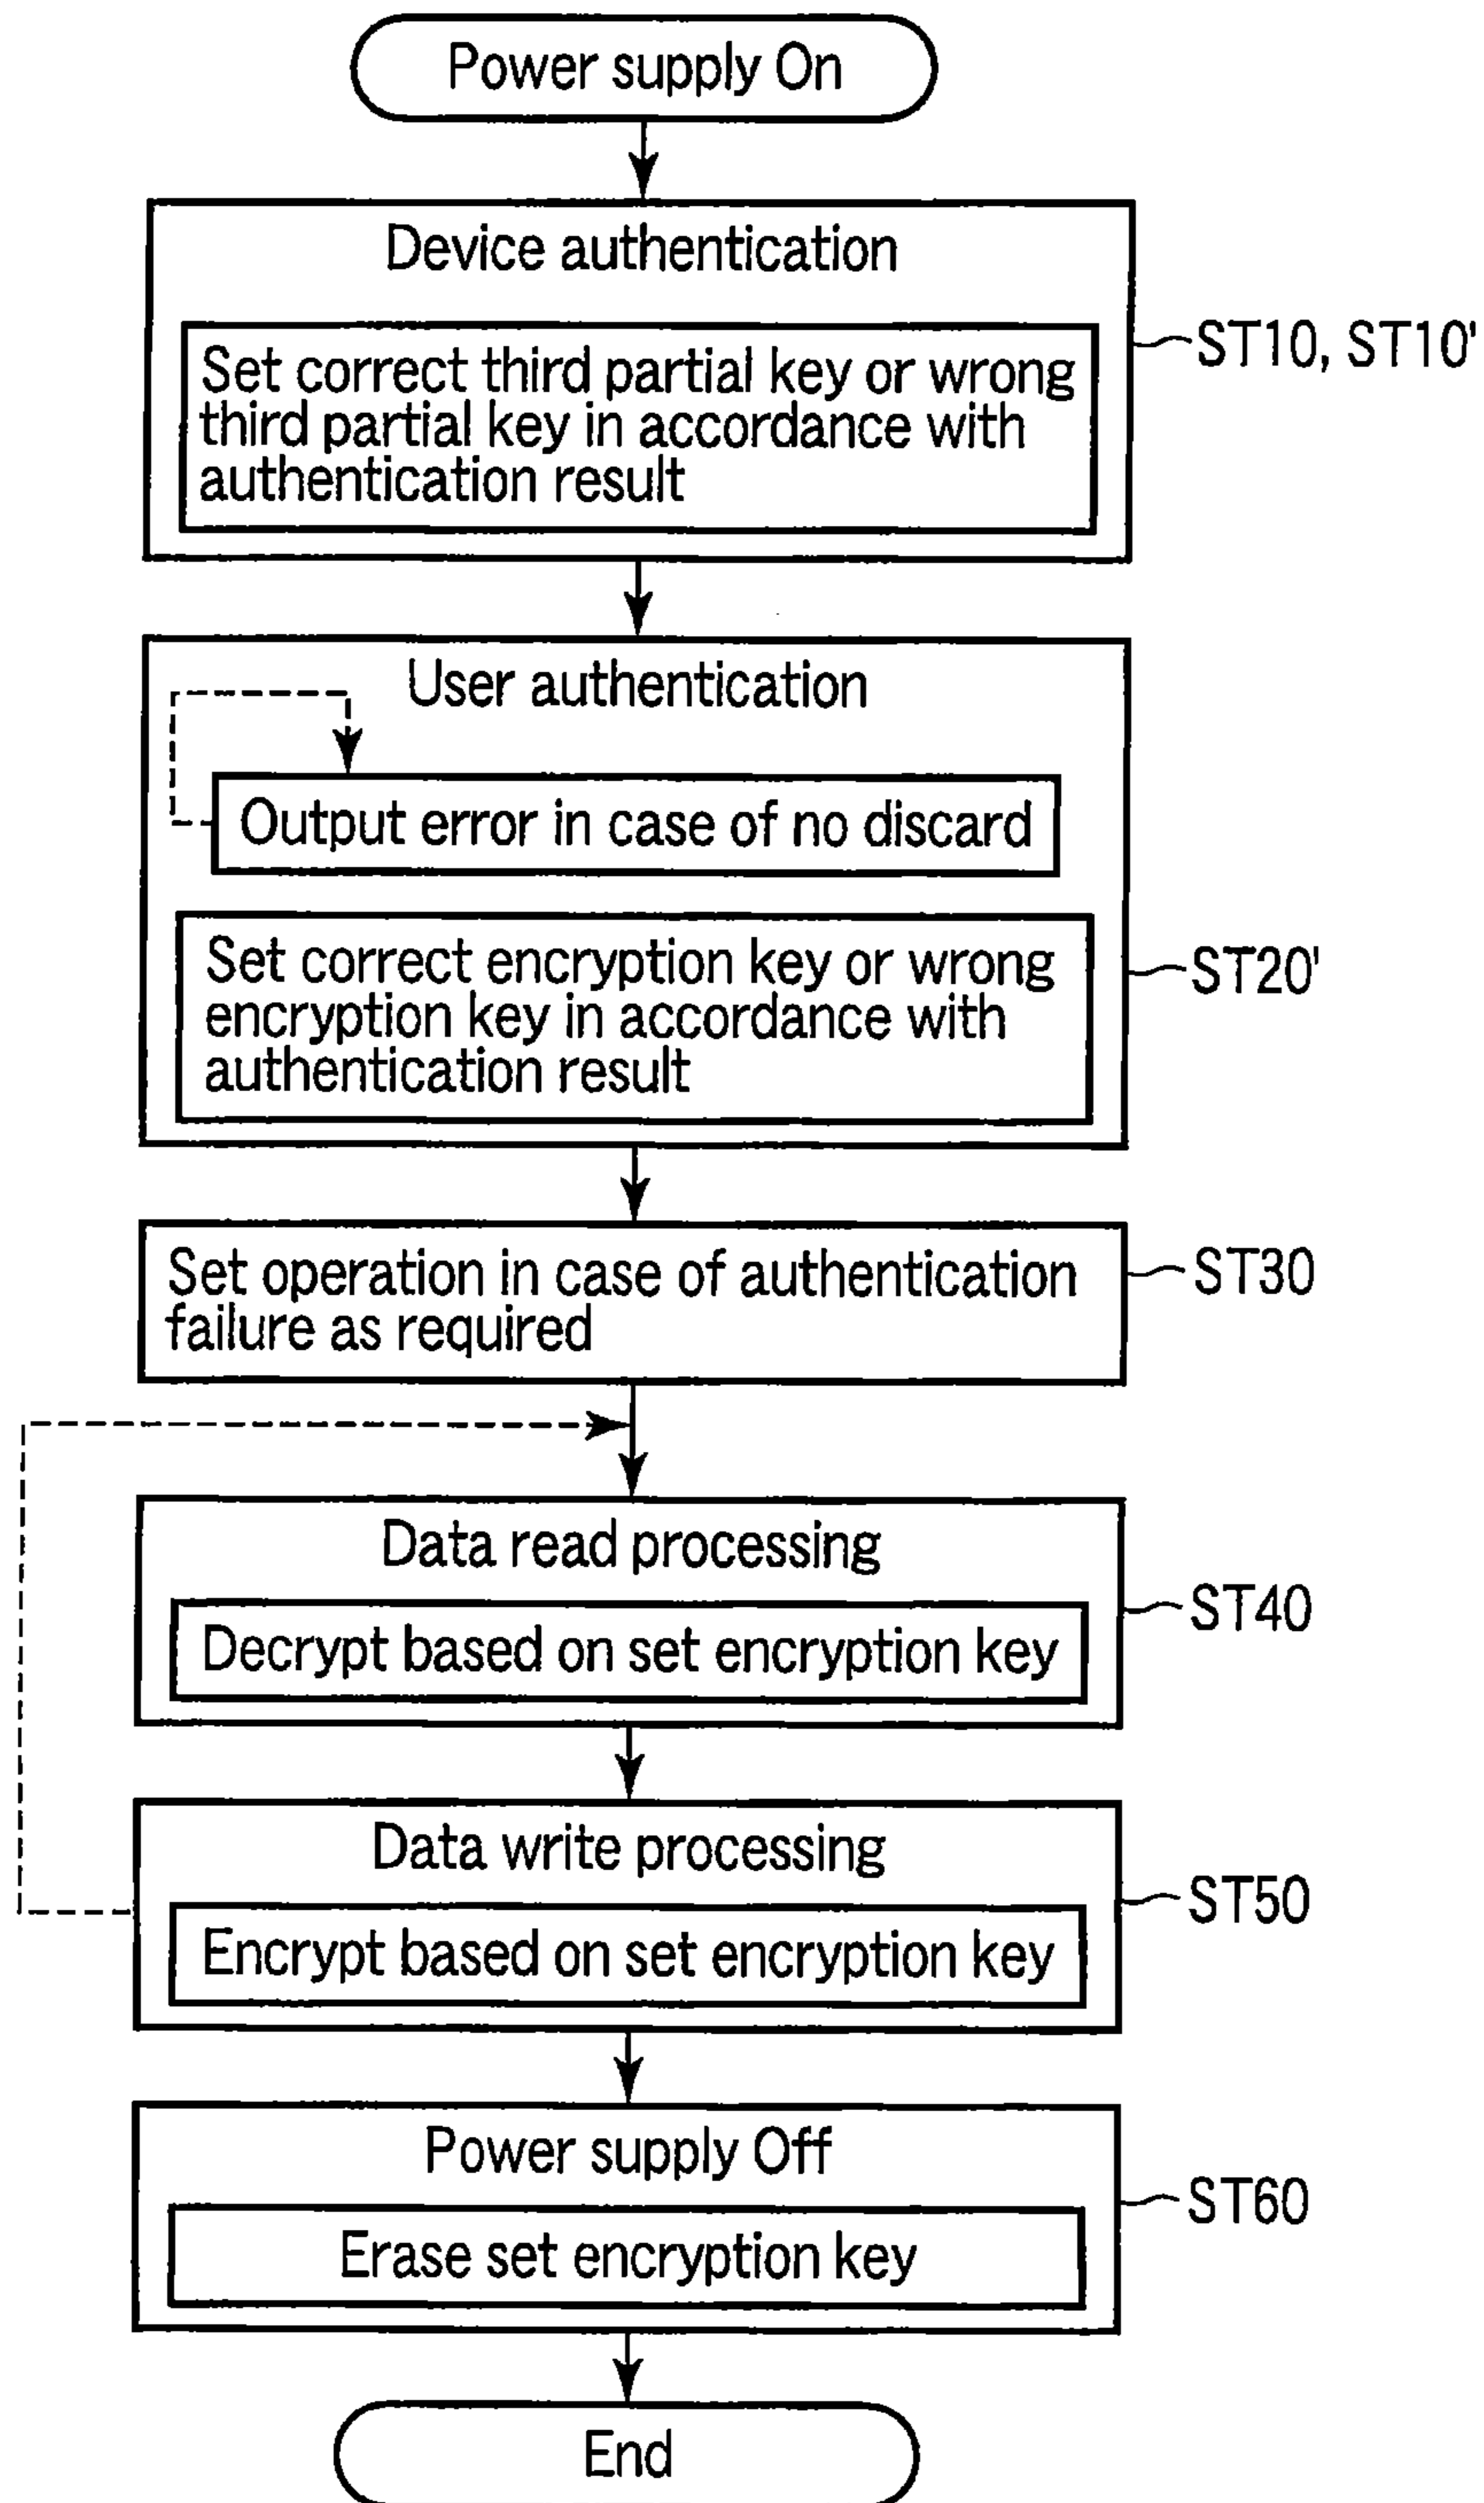 Power supply On
Device authentication
Set correct third partial key or wrong
third partial key in accordance with
authentication result
ST10, ST10'
User authentication
Output error in case of no discard
Set correct encryption key or wrong
encryption key in accordance with
authentication result
ST20'
Set operation in case of authentication
failure as required
ST30
Data read processing
Decrypt based on set encryption key
ST40
Data write processing
Encrypt based on set encryption key
ST50
Power supply Off
Erase set encryption key
ST60
End